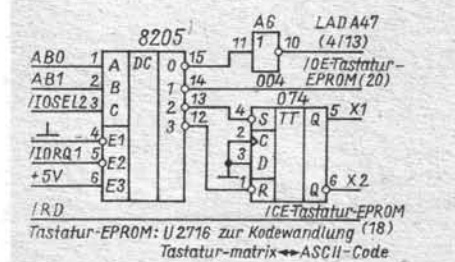 8205
A6
LAD A47
(4/13)
11 1 10
/OE-Tastatur-
EPROM(20)
AB0 1 A DC 0 15
AB1 2 B 1 14 004
/IOSEL2 3 C 2 13 074
3 12
4 S TT Q 5 X1
2 C
3 D
1 R Q 6 X2
4 E1
/IORQ1 5 E2
+5V 6 E3
/RD
/CE-Tastatur-EPROM
(18)
Tastatur-EPROM: U2716 zur Kodewandlung
Tastatur-matrix↔ASCII-Code